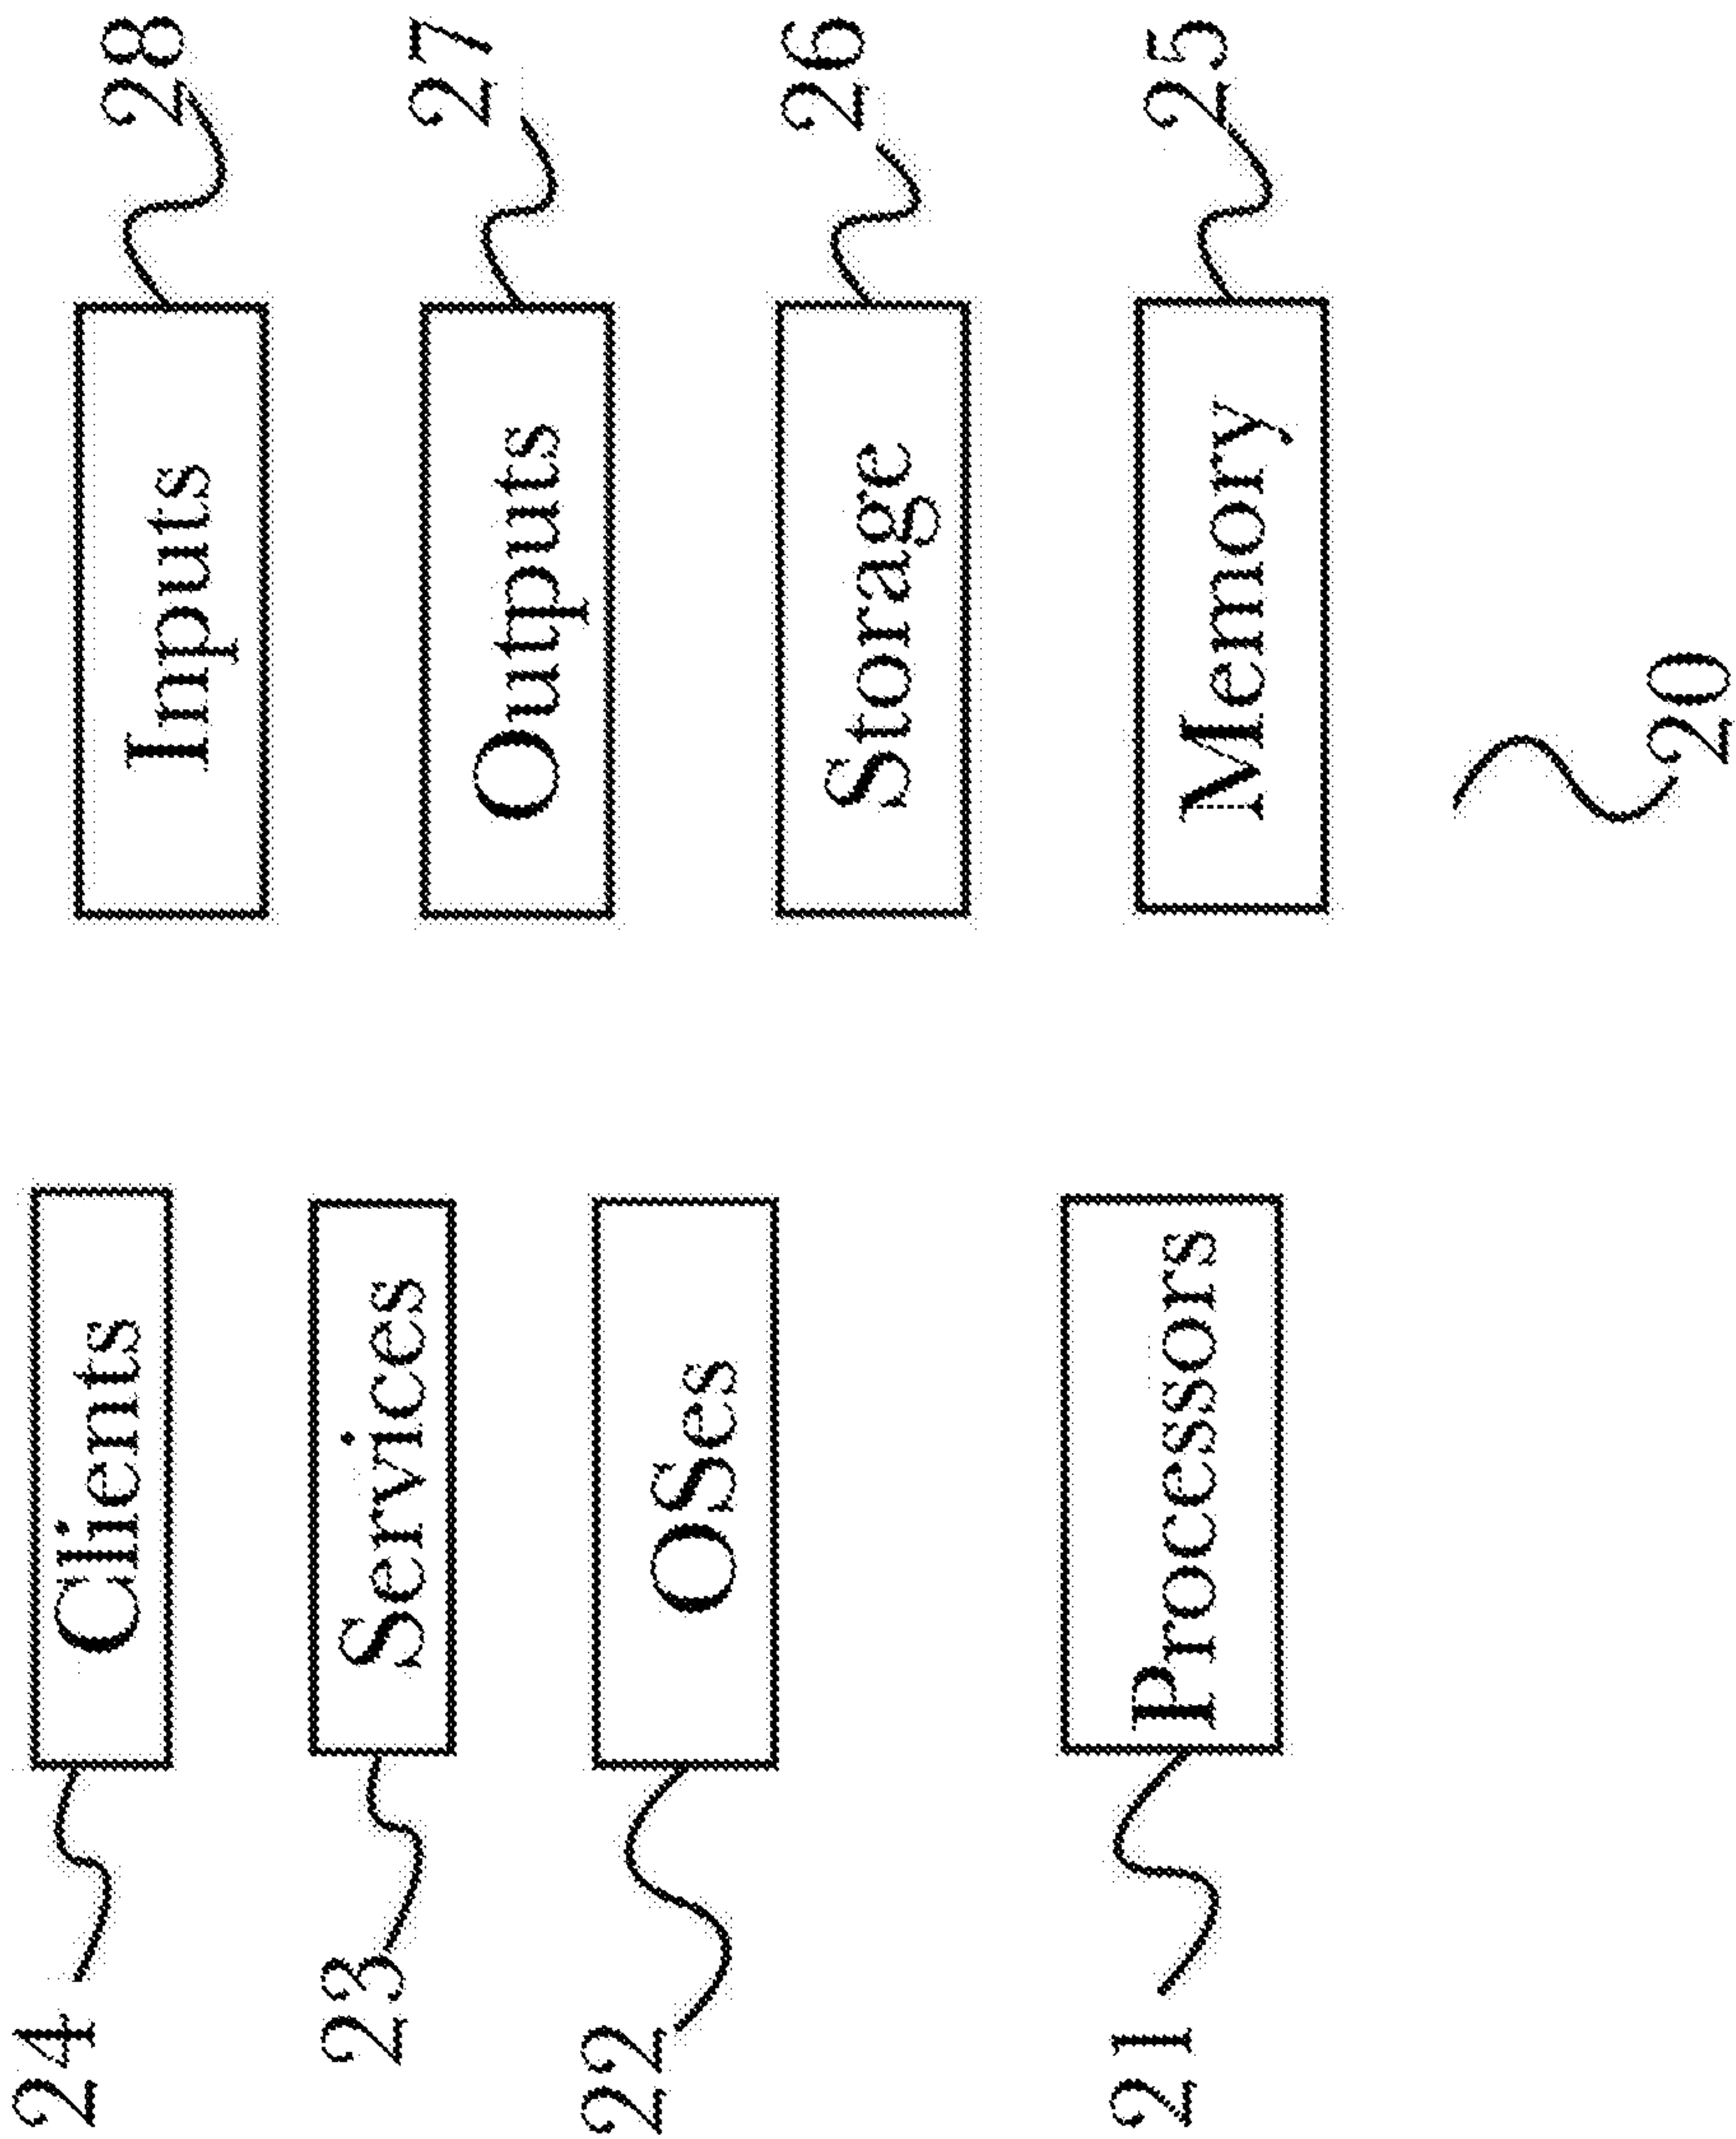 24 Clients Inputs 28
23 Services Outputs 27
22 OSes Storage 26
21 Processors Memory 25
20